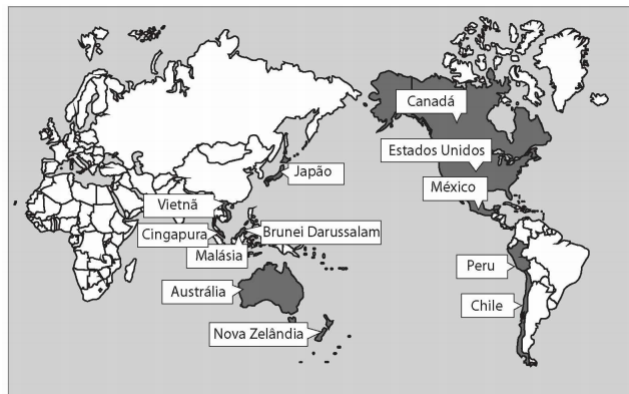 Canadá
Estados Unidos
Japão
México
Vietnã
Cingapura
Brunei Darussalam
Malásia
Peru
Austrália
Chile
Nova Zelândia